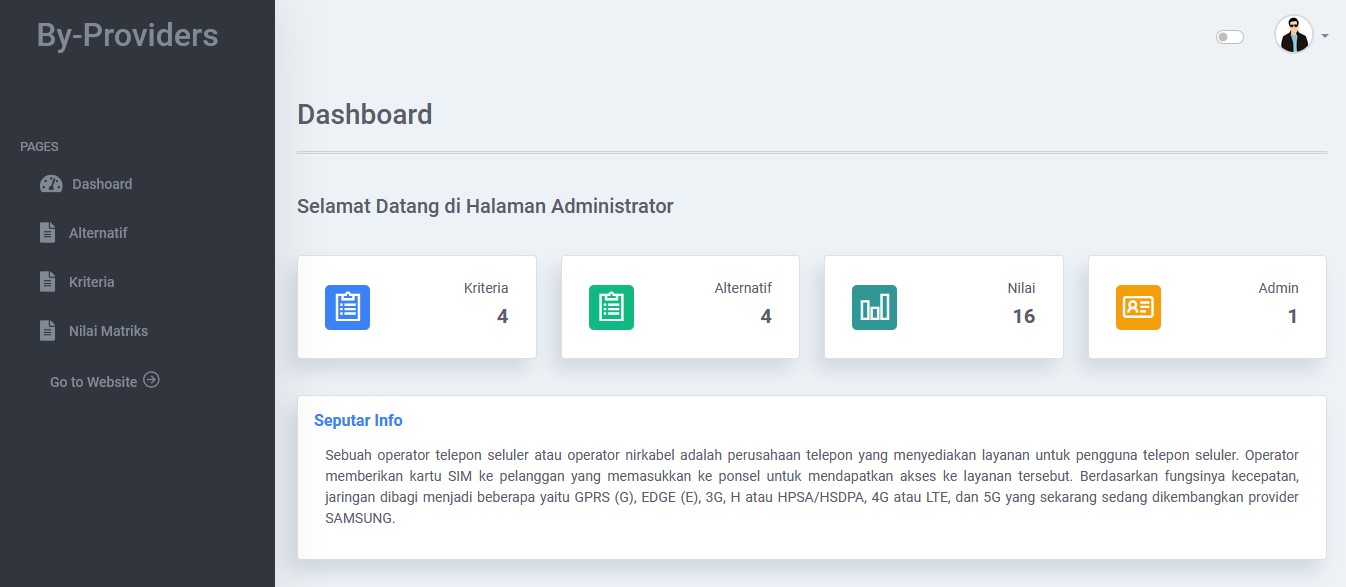 By-Providers
PAGES
Dashoard
Alternatif
Kriteria
Nilai Matriks
Go to Website
Dashboard
Selamat Datang di Halaman Administrator
Kriteria
4
Alternatif
4
Nilai
16
Admin
1
Seputar Info
Sebuah operator telepon seluler atau operator nirkabel adalah perusahaan telepon yang menyediakan layanan untuk pengguna telepon seluler. Operator
memberikan kartu SIM ke pelanggan yang memasukkan ke ponsel untuk mendapatkan akses ke layanan tersebut. Berdasarkan fungsinya kecepatan,
jaringan dibagi menjadi beberapa yaitu GPRS (G), EDGE (E), 3G, H atau HPSA/HSDPA, 4G atau LTE, dan 5G yang sekarang sedang dikembangkan provider
SAMSUNG.